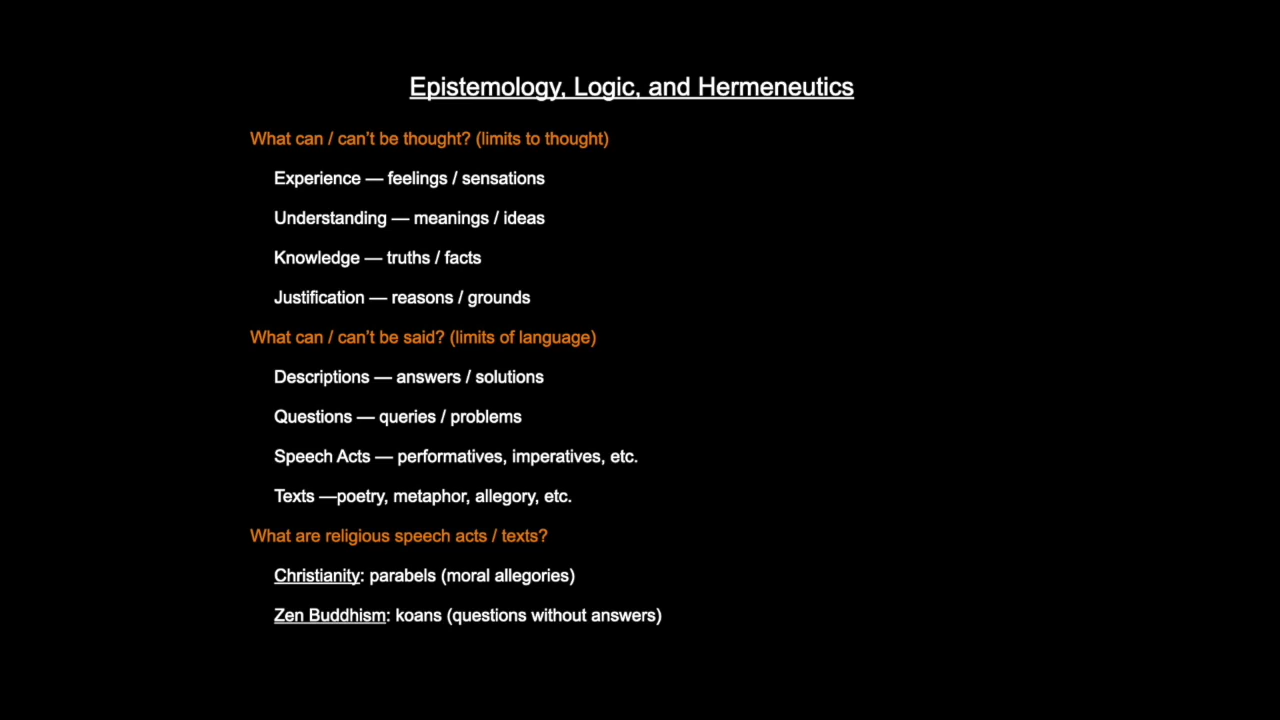 Epistemology, Logic, and Hermeneutics
What can / can't be thought? (limits to thought)
Experience — feelings / sensations
Understanding — meanings / ideas
Knowledge — truths / facts
Justification — reasons / grounds
What can / can't be said? (limits of language)
Descriptions — answers / solutions
Questions — queries / problems
Speech Acts — performatives, imperatives, etc.
Texts —poetry, metaphor, allegory, etc.
What are religious speech acts / texts?
Christianity: parabels (moral allegories)
Zen Buddhism: koans (questions without answers)